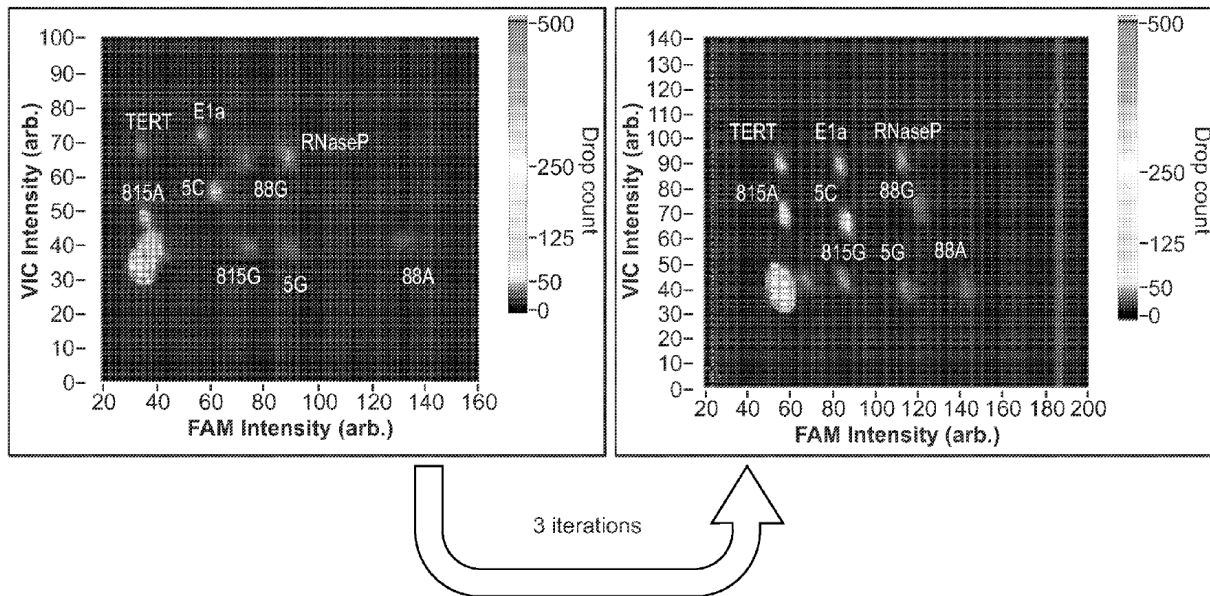 100-
90-
80-
70-
60-
50-
40-
30-
20-
10-
0-
VIC Intensity (arb.)
20 40 60 80 100 120 140 160
FAM Intensity (arb.)
TERT
E1a
RNaseP
815A
5C
88G
815G
5G
88A
-500
-250
-125
-50
-0
Drop count
140-
130-
120-
110-
100-
90-
80-
70-
60-
50-
40-
30-
20-
10-
0-
VIC Intensity (arb.)
20 40 60 80 100 120 140 160 180 200
FAM Intensity (arb.)
TERT E1a RNaseP
815A 5C 88G
815G 5G 88A
-500
-250
-125
-50
-0
Drop count
3 iterations